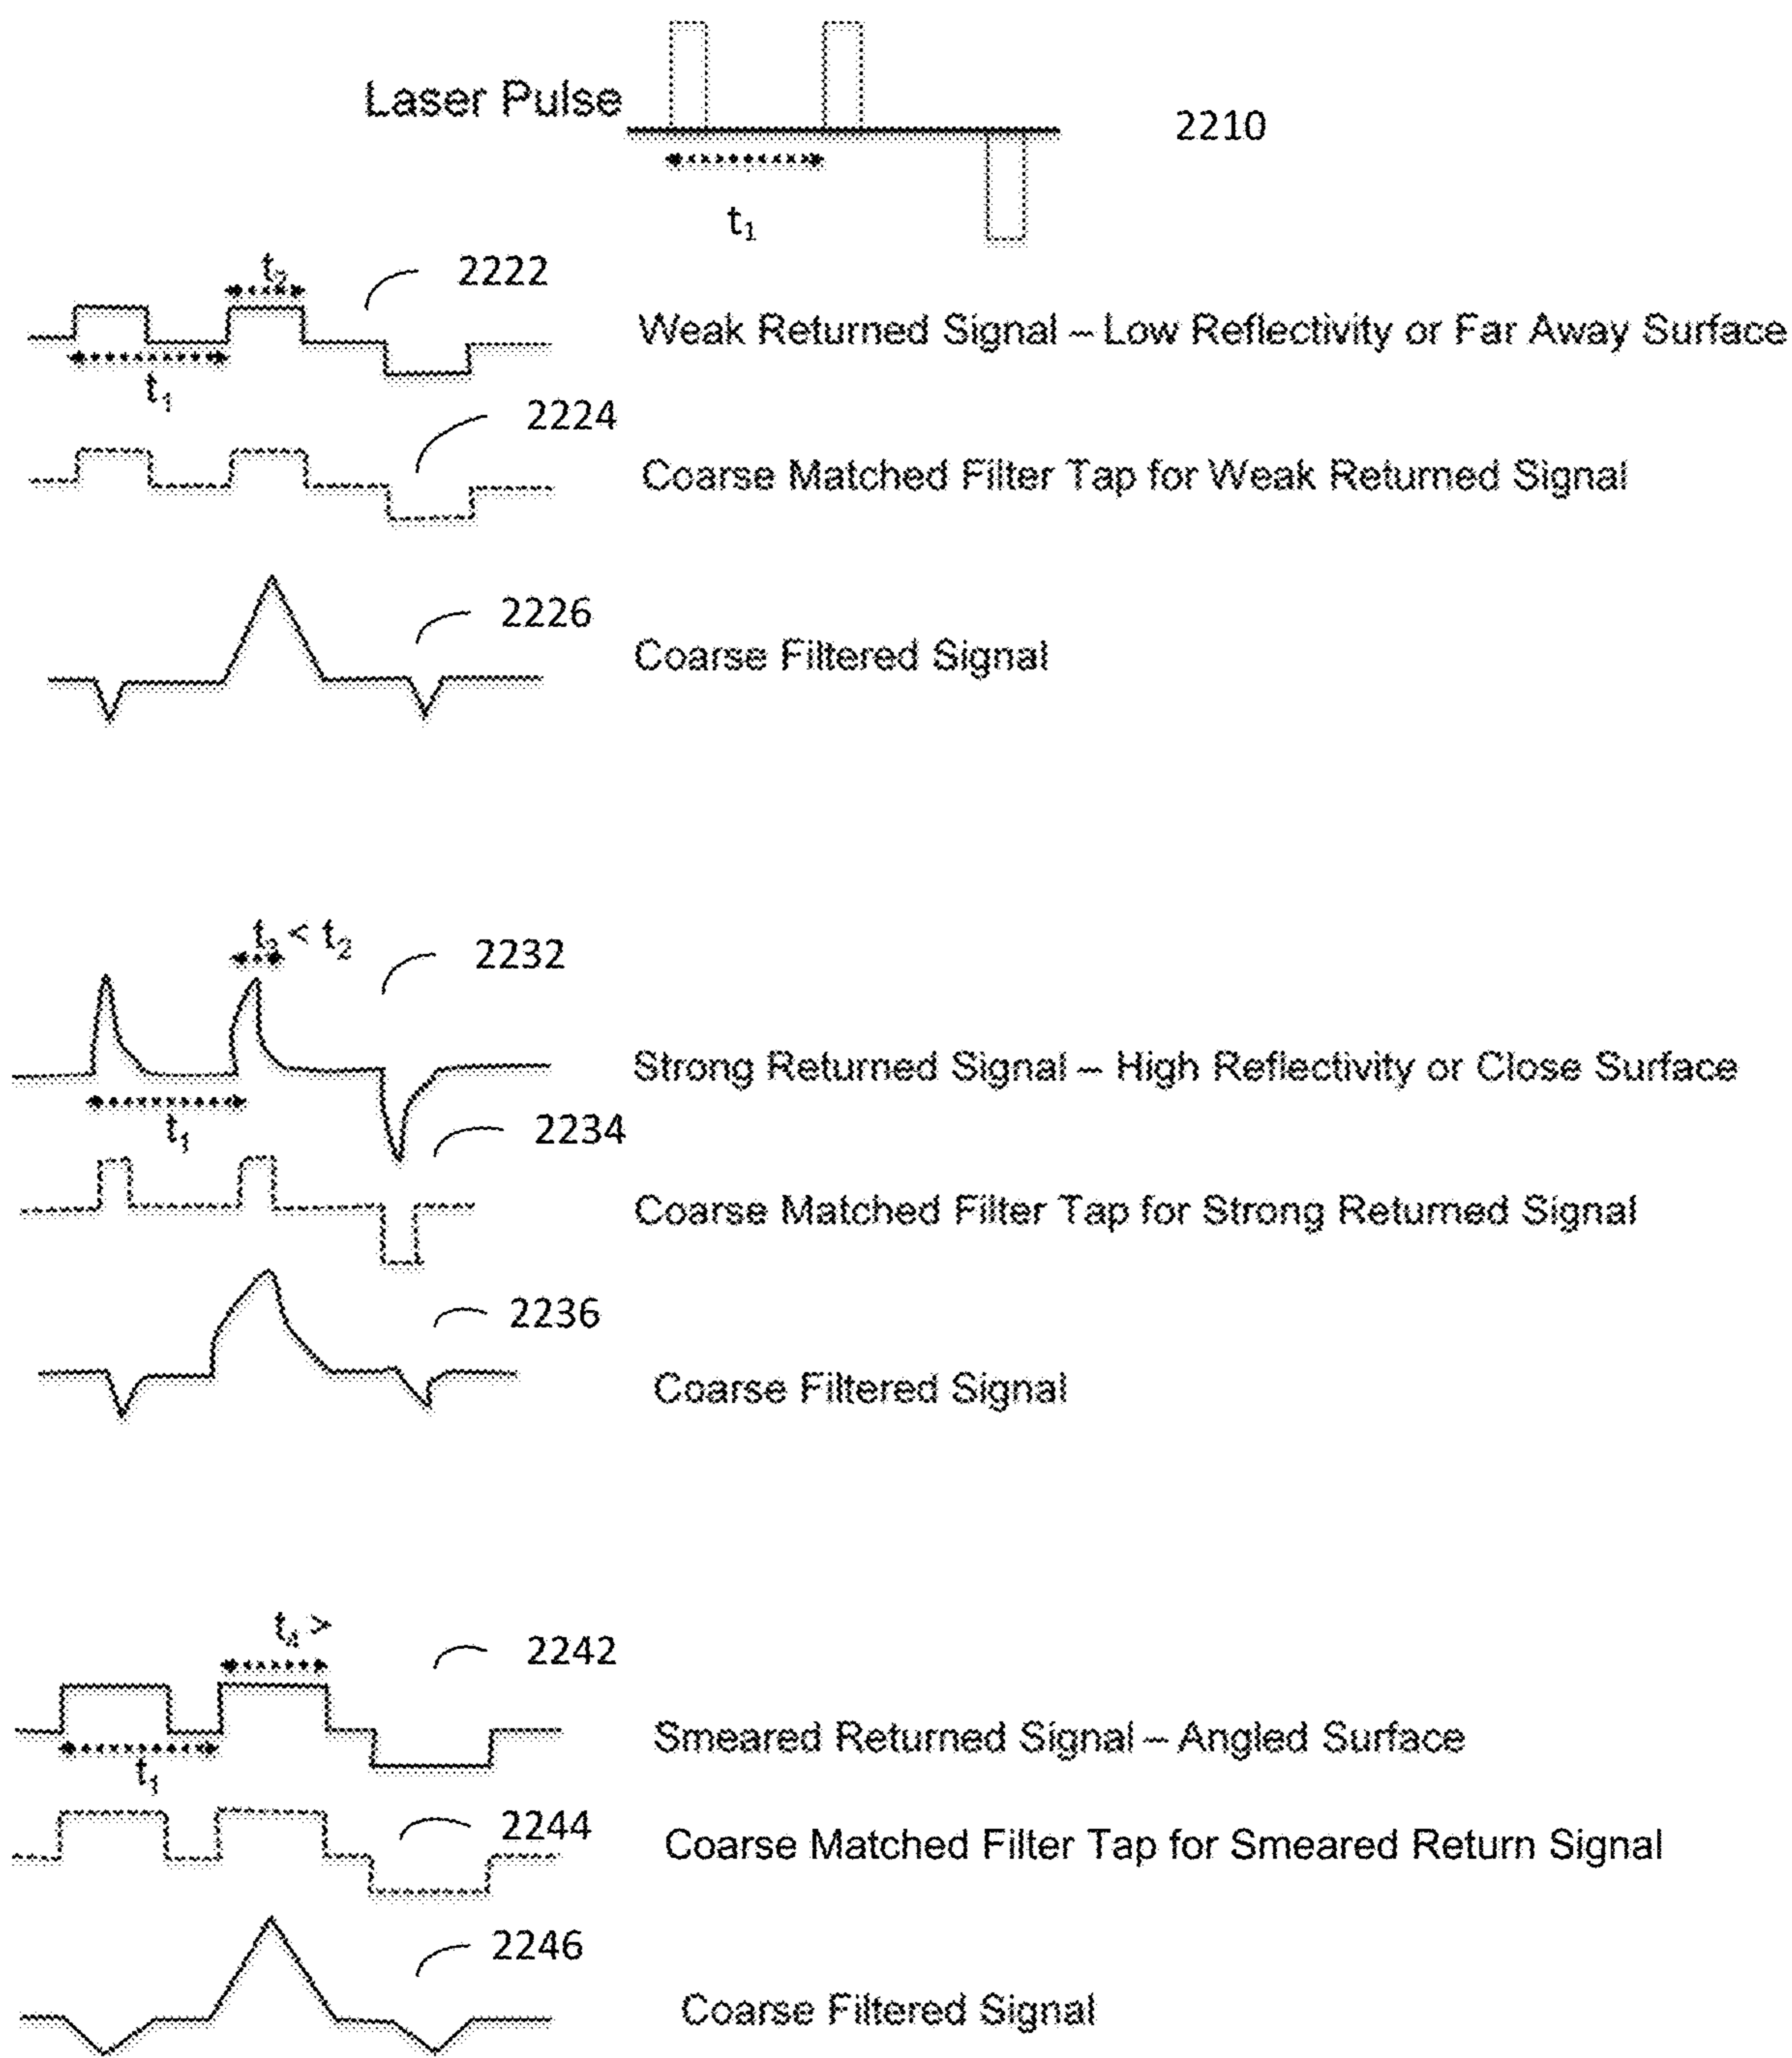 Laser Pulse
2210
t₁
t₂
2222
Weak Returned Signal – Low Reflectivity or Far Away Surface
t₁
2224
Coarse Matched Filter Tap for Weak Returned Signal
2226
Coarse Filtered Signal
t₃ < t₂
2232
Strong Returned Signal – High Reflectivity or Close Surface
t₁
2234
Coarse Matched Filter Tap for Strong Returned Signal
2236
Coarse Filtered Signal
t₄ >
2242
Smeared Returned Signal – Angled Surface
t₁
2244
Coarse Matched Filter Tap for Smeared Return Signal
2246
Coarse Filtered Signal